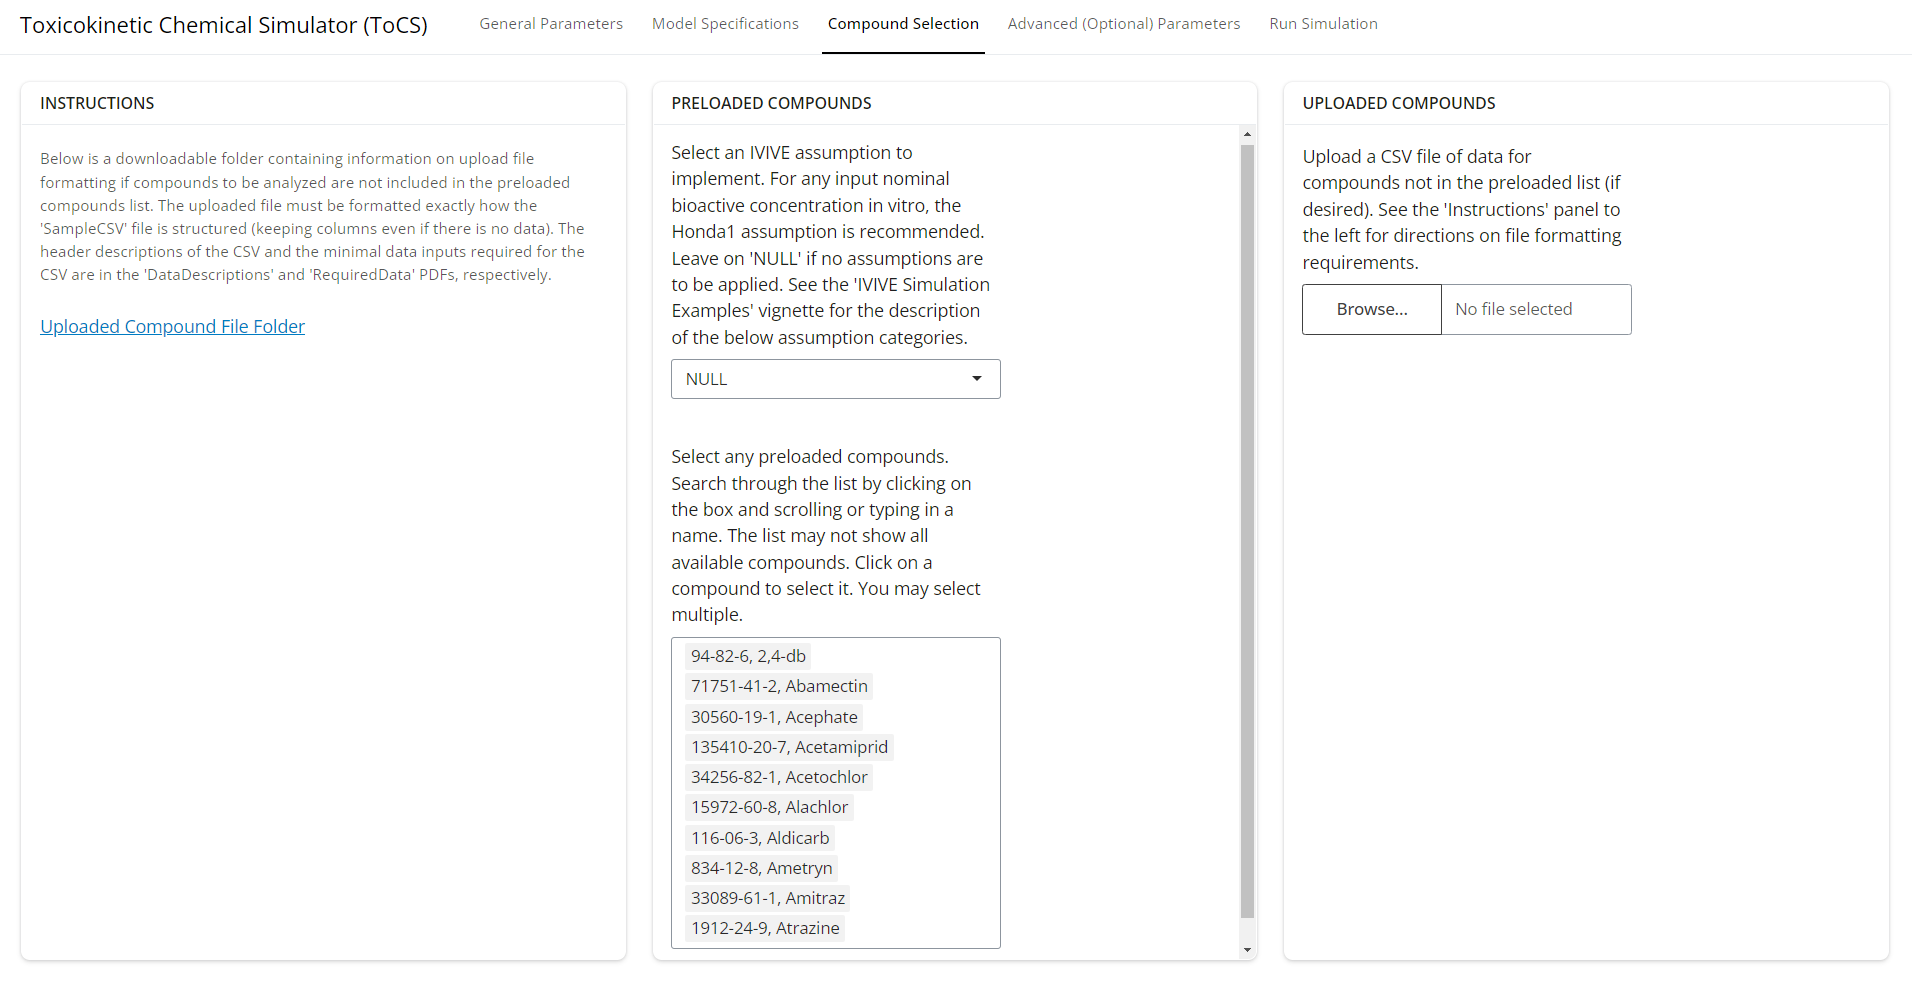 Toxicokinetic Chemical Simulator (ToCS)
General Parameters
Model Specifications
Compound Selection
Advanced (Optional) Parameters
Run Simulation
INSTRUCTIONS
Below is a downloadable folder containing information on upload file
formatting if compounds to be analyzed are not included in the preloaded
compounds list. The uploaded file must be formatted exactly how the
'SampleCSV' file is structured (keeping columns even if there is no data). The
header descriptions of the CSV and the minimal data inputs required for the
CSV are in the 'DataDescriptions' and 'RequiredData' PDFs, respectively.
Uploaded Compound File Folder
PRELOADED COMPOUNDS
Select an IVIVE assumption to
implement. For any input nominal
bioactive concentration in vitro, the
Honda1 assumption is recommended.
Leave on 'NULL' if no assumptions are
to be applied. See the 'IVIVE Simulation
Examples' vignette for the description
of the below assumption categories.
NULL
Select any preloaded compounds.
Search through the list by clicking on
the box and scrolling or typing in a
name. The list may not show all
available compounds. Click on a
compound to select it. You may select
multiple.
94-82-6, 2,4-db
71751-41-2, Abamectin
30560-19-1, Acephate
135410-20-7, Acetamiprid
34256-82-1, Acetochlor
15972-60-8, Alachlor
116-06-3, Aldicarb
834-12-8, Ametryn
33089-61-1, Amitraz
1912-24-9, Atrazine
UPLOADED COMPOUNDS
Upload a CSV file of data for
compounds not in the preloaded list (if
desired). See the 'Instructions' panel to
the left for directions on file formatting
requirements.
Browse...
No file selected